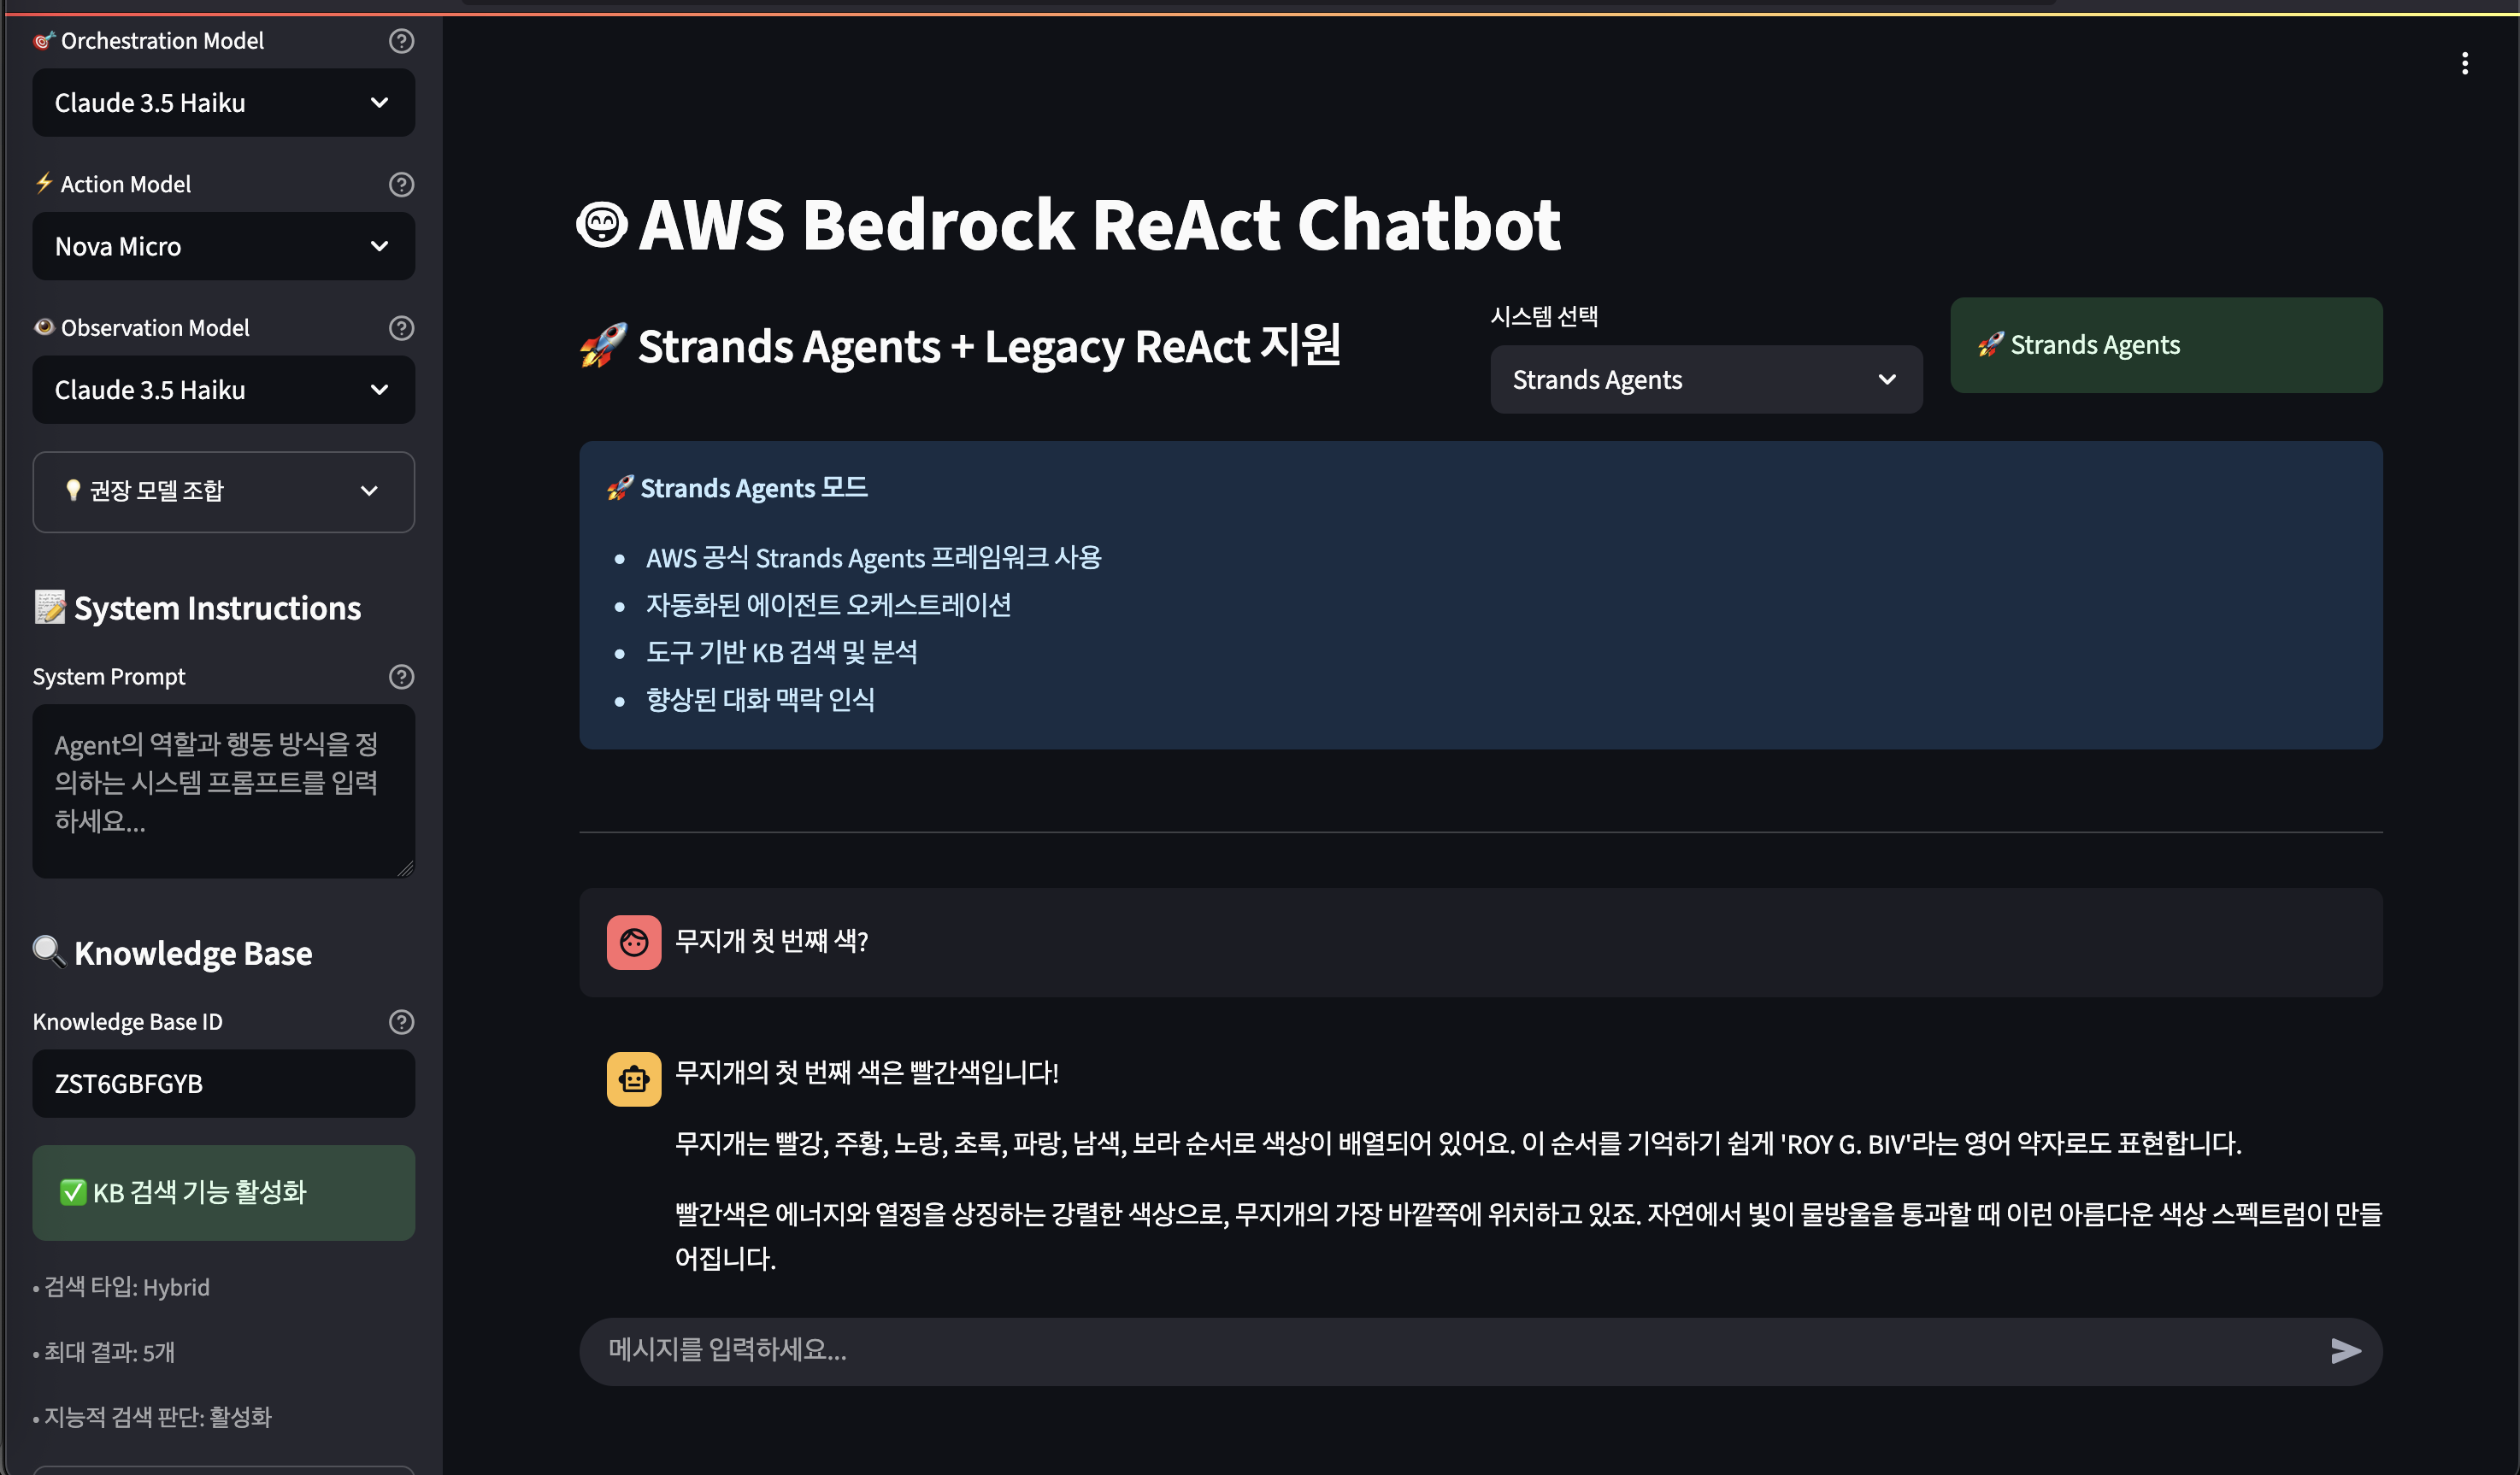 Orchestration Model
Claude 3.5 Haiku
Action Model
Nova Micro
Observation Model
Claude 3.5 Haiku
권장 모델 조합
System Instructions
System Prompt
Agent의 역할과 행동 방식을 정
의하는 시스템 프롬프트를 입력
하세요...
Knowledge Base
Knowledge Base ID
ZST6GBFGYB
KB 검색 기능 활성화
• 검색 타입: Hybrid
• 최대 결과: 5개
• 지능적 검색 판단: 활성화
AWS Bedrock ReAct Chatbot
Strands Agents + Legacy ReAct 지원
시스템 선택
Strands Agents
Strands Agents
Strands Agents 모드
• AWS 공식 Strands Agents 프레임워크 사용
• 자동화된 에이전트 오케스트레이션
• 도구 기반 KB 검색 및 분석
• 향상된 대화 맥락 인식
무지개 첫 번쨰 색?
무지개의 첫 번째 색은 빨간색입니다!
무지개는 빨강, 주황, 노랑, 초록, 파랑, 남색, 보라 순서로 색상이 배열되어 있어요. 이 순서를 기억하기 쉽게 'ROY G. BIV'라는 영어 약자로도 표현합니다.
빨간색은 에너지와 열정을 상징하는 강렬한 색상으로, 무지개의 가장 바깥쪽에 위치하고 있죠. 자연에서 빛이 물방울을 통과할 때 이런 아름다운 색상 스펙트럼이 만들
어집니다.
메시지를 입력하세요...